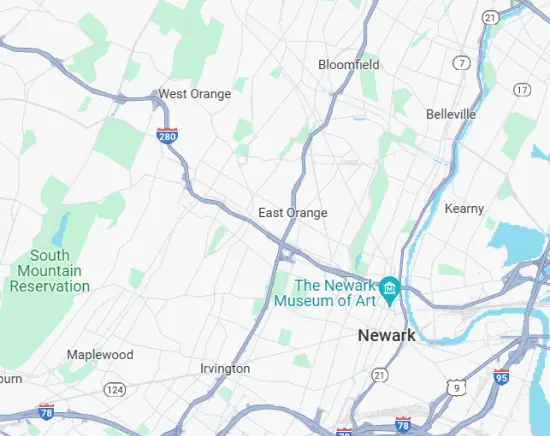 21
Bloomfield
7
West Orange
17
Belleville
280
East Orange
Kearny
South
Mountain
Reservation
The Newark
Museum of Art
Newark
Maplewood
Irvington
burn
124
21
9
95
78
78